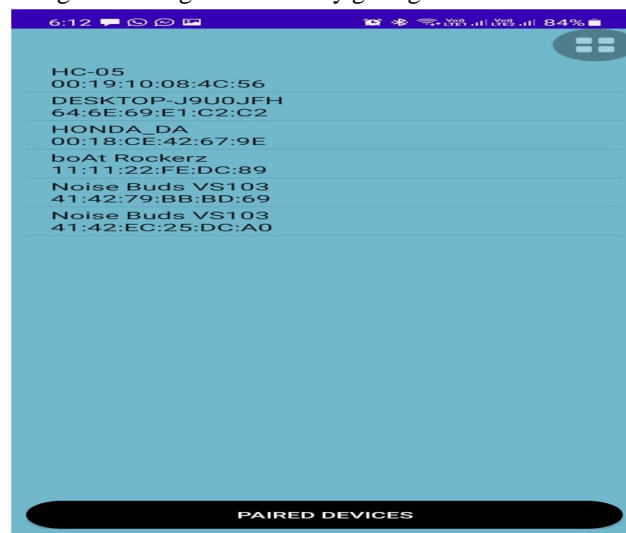 6:12 84%
HC-05
00:19:10:08:4C:56
DESKTOP-J9U0JFH
64:6E:69:E1:C2:C2
HONDA_DA
00:18:CE:42:67:9E
boAt Rockerz
11:11:22:FE:DC:89
Noise Buds VS103
41:42:79:BB:BD:69
Noise Buds VS103
41:42:EC:25:DC:A0
PAIRED DEVICES